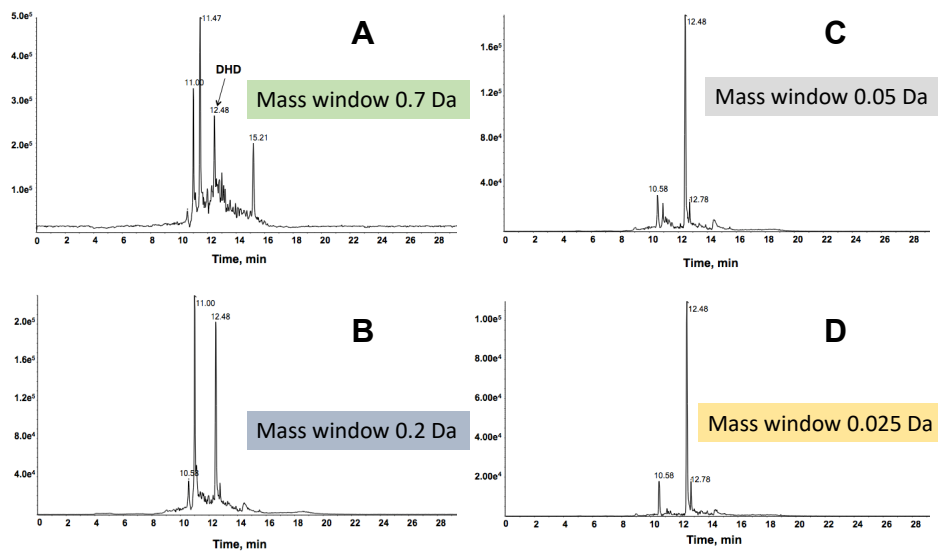 5.0e⁵
11.47
A
4.0e⁵
11.00
DHD
3.0e⁵
12.48
Mass window 0.7 Da
15.21
2.0e⁵
1.0e⁵
0 2 4 6 8 10 12 14 16 18 20 22 24 26 28
Time, min
12.48
C
1.6e⁵
1.2e⁵
Mass window 0.05 Da
8.0e⁴
4.0e⁴
10.58
12.78
0 2 4 6 8 10 12 14 16 18 20 22 24 26 28
Time, min
11.00
B
2.0e⁵
12.48
1.6e⁵
1.2e⁵
Mass window 0.2 Da
8.0e⁴
4.0e⁴
10.58
0 2 4 6 8 10 12 14 16 18 20 22 24 26 28
Time, min
12.48
D
1.00e⁵
8.00e⁴
6.00e⁴
Mass window 0.025 Da
4.00e⁴
2.00e⁴
10.58
12.78
0 2 4 6 8 10 12 14 16 18 20 22 24 26 28
Time, min